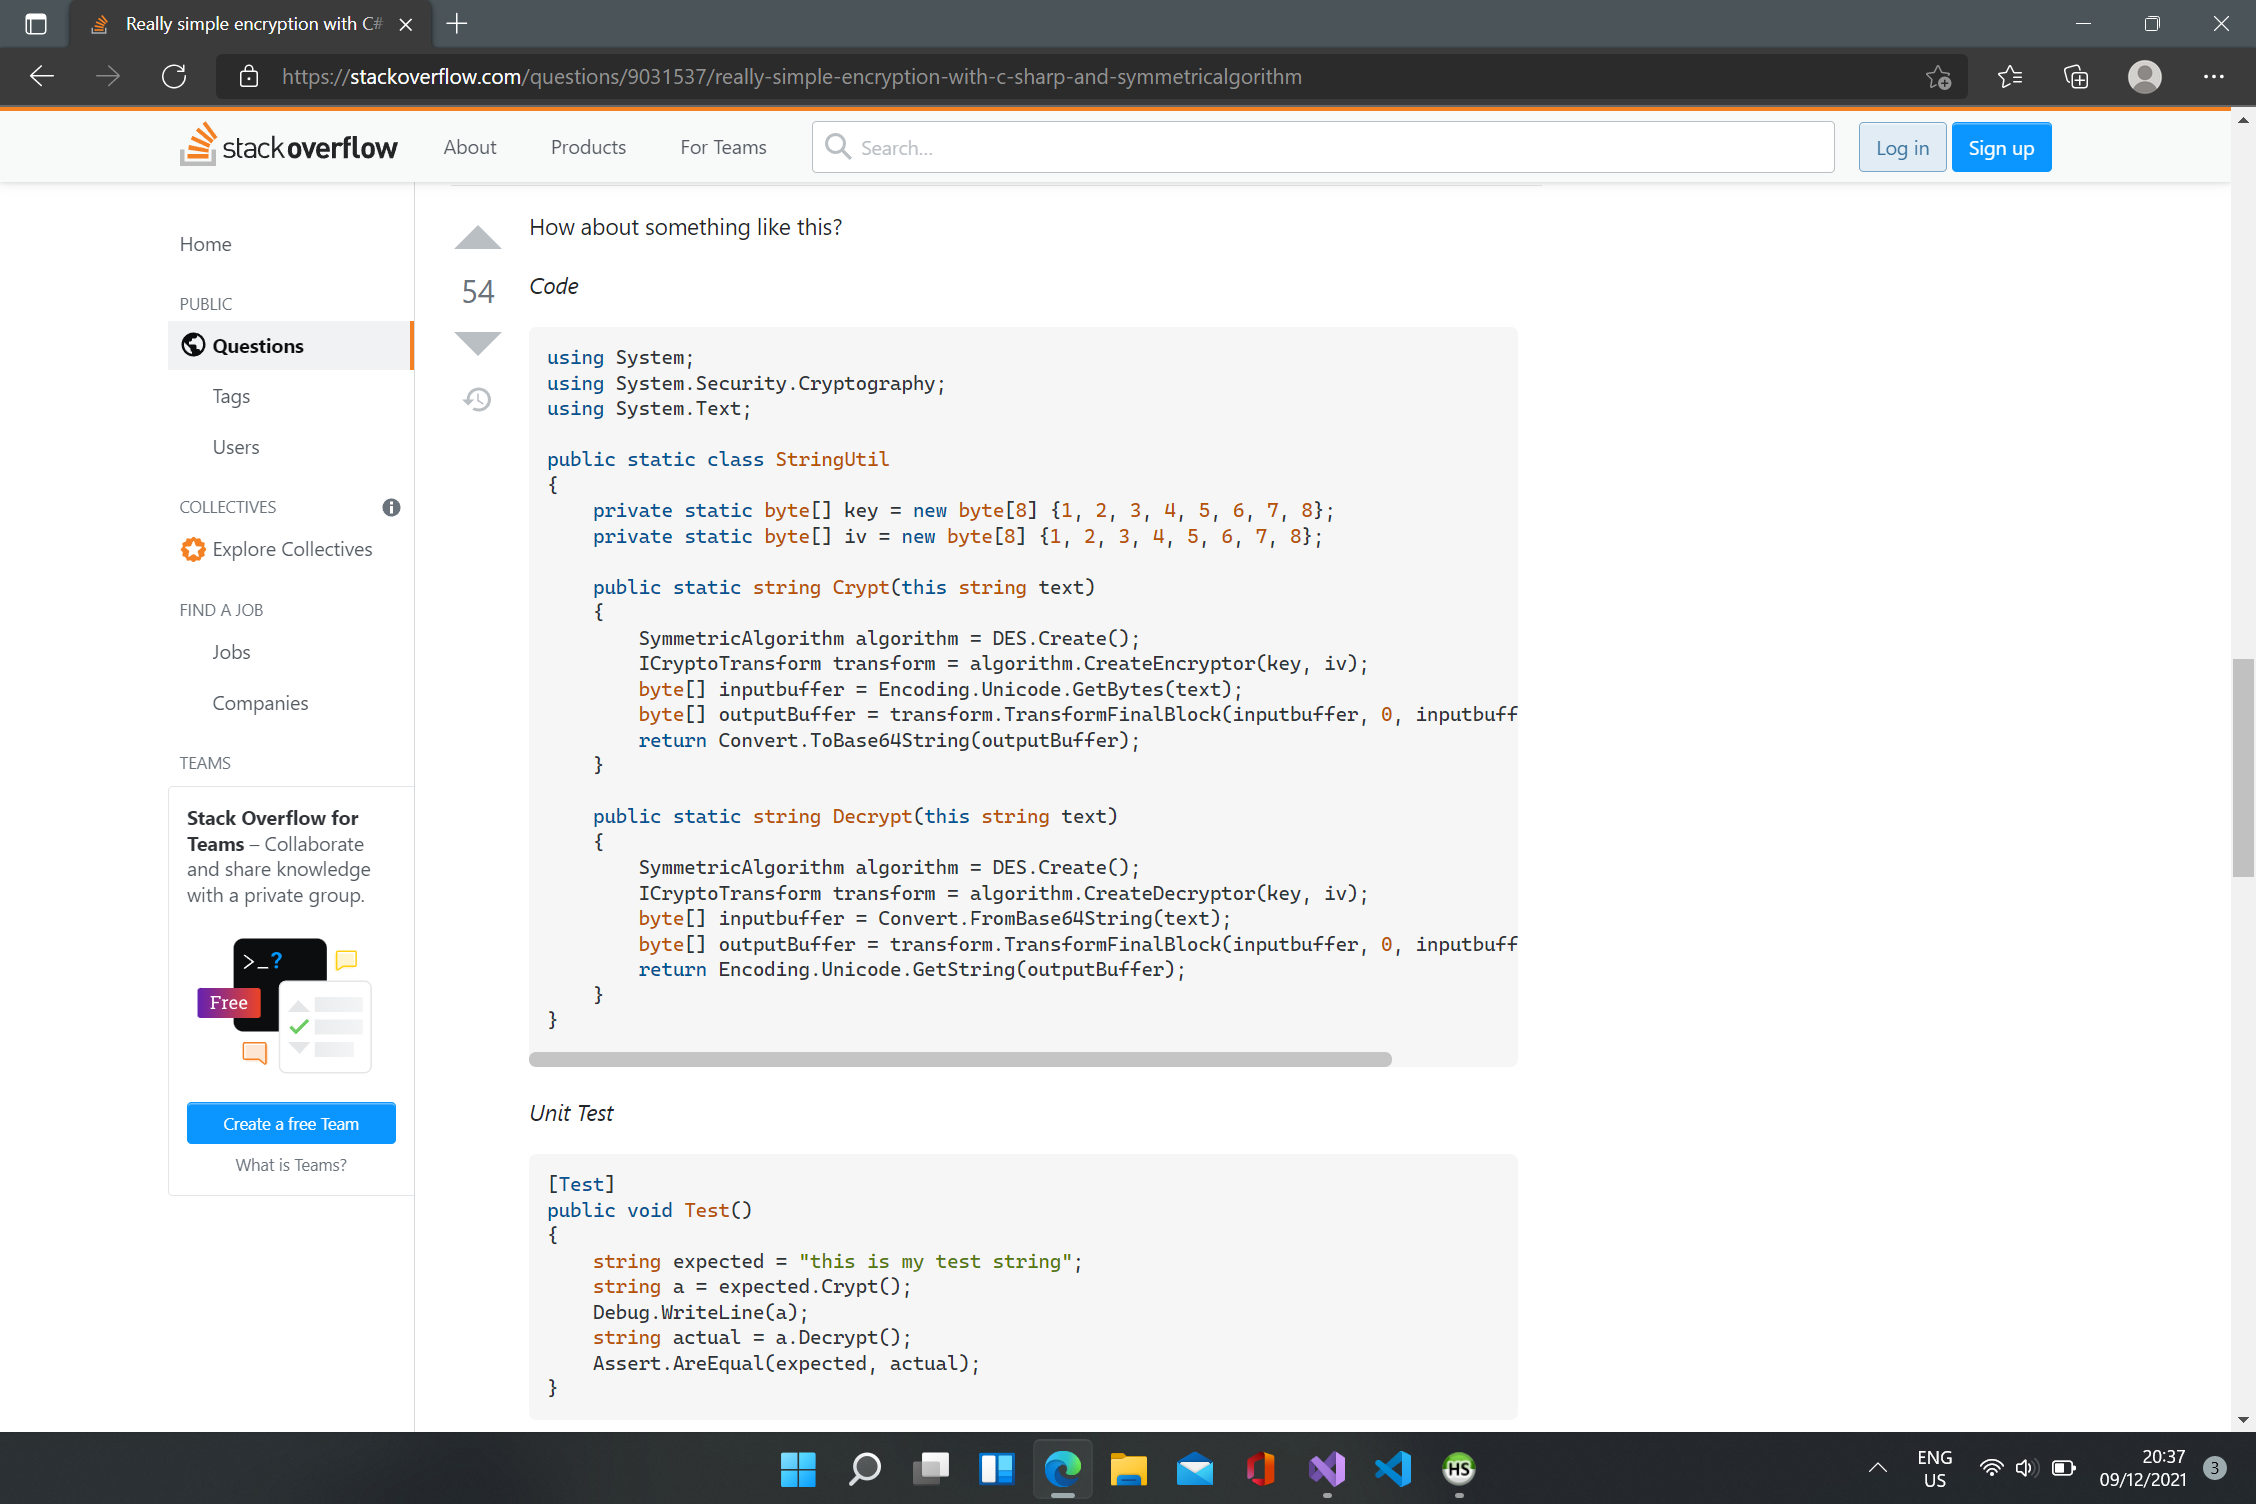 Really simple encryption with C#
https://stackoverflow.com/questions/9031537/really-simple-encryption-with-c-sharp-and-symmetricalgorithm
stackoverflow
About
Products
For Teams
Search...
Log in
Sign up
Home
PUBLIC
Questions
Tags
Users
COLLECTIVES
Explore Collectives
FIND A JOB
Jobs
Companies
TEAMS
Stack Overflow for
Teams – Collaborate
and share knowledge
with a private group.
>_?
Free
Create a free Team
What is Teams?
How about something like this?
54
Code
using System;
using System.Security.Cryptography;
using System.Text;
public static class StringUtil
{
    private static byte[] key = new byte[8] {1, 2, 3, 4, 5, 6, 7, 8};
    private static byte[] iv = new byte[8] {1, 2, 3, 4, 5, 6, 7, 8};
    public static string Crypt(this string text)
    {
        SymmetricAlgorithm algorithm = DES.Create();
        ICryptoTransform transform = algorithm.CreateEncryptor(key, iv);
        byte[] inputbuffer = Encoding.Unicode.GetBytes(text);
        byte[] outputBuffer = transform.TransformFinalBlock(inputbuffer, 0, inputbuff
        return Convert.ToBase64String(outputBuffer);
    }
    public static string Decrypt(this string text)
    {
        SymmetricAlgorithm algorithm = DES.Create();
        ICryptoTransform transform = algorithm.CreateDecryptor(key, iv);
        byte[] inputbuffer = Convert.FromBase64String(text);
        byte[] outputBuffer = transform.TransformFinalBlock(inputbuffer, 0, inputbuff
        return Encoding.Unicode.GetString(outputBuffer);
    }
}
Unit Test
[Test]
public void Test()
{
    string expected = "this is my test string";
    string a = expected.Crypt();
    Debug.WriteLine(a);
    string actual = a.Decrypt();
    Assert.AreEqual(expected, actual);
}
HS
ENG
US
20:37
09/12/2021
3